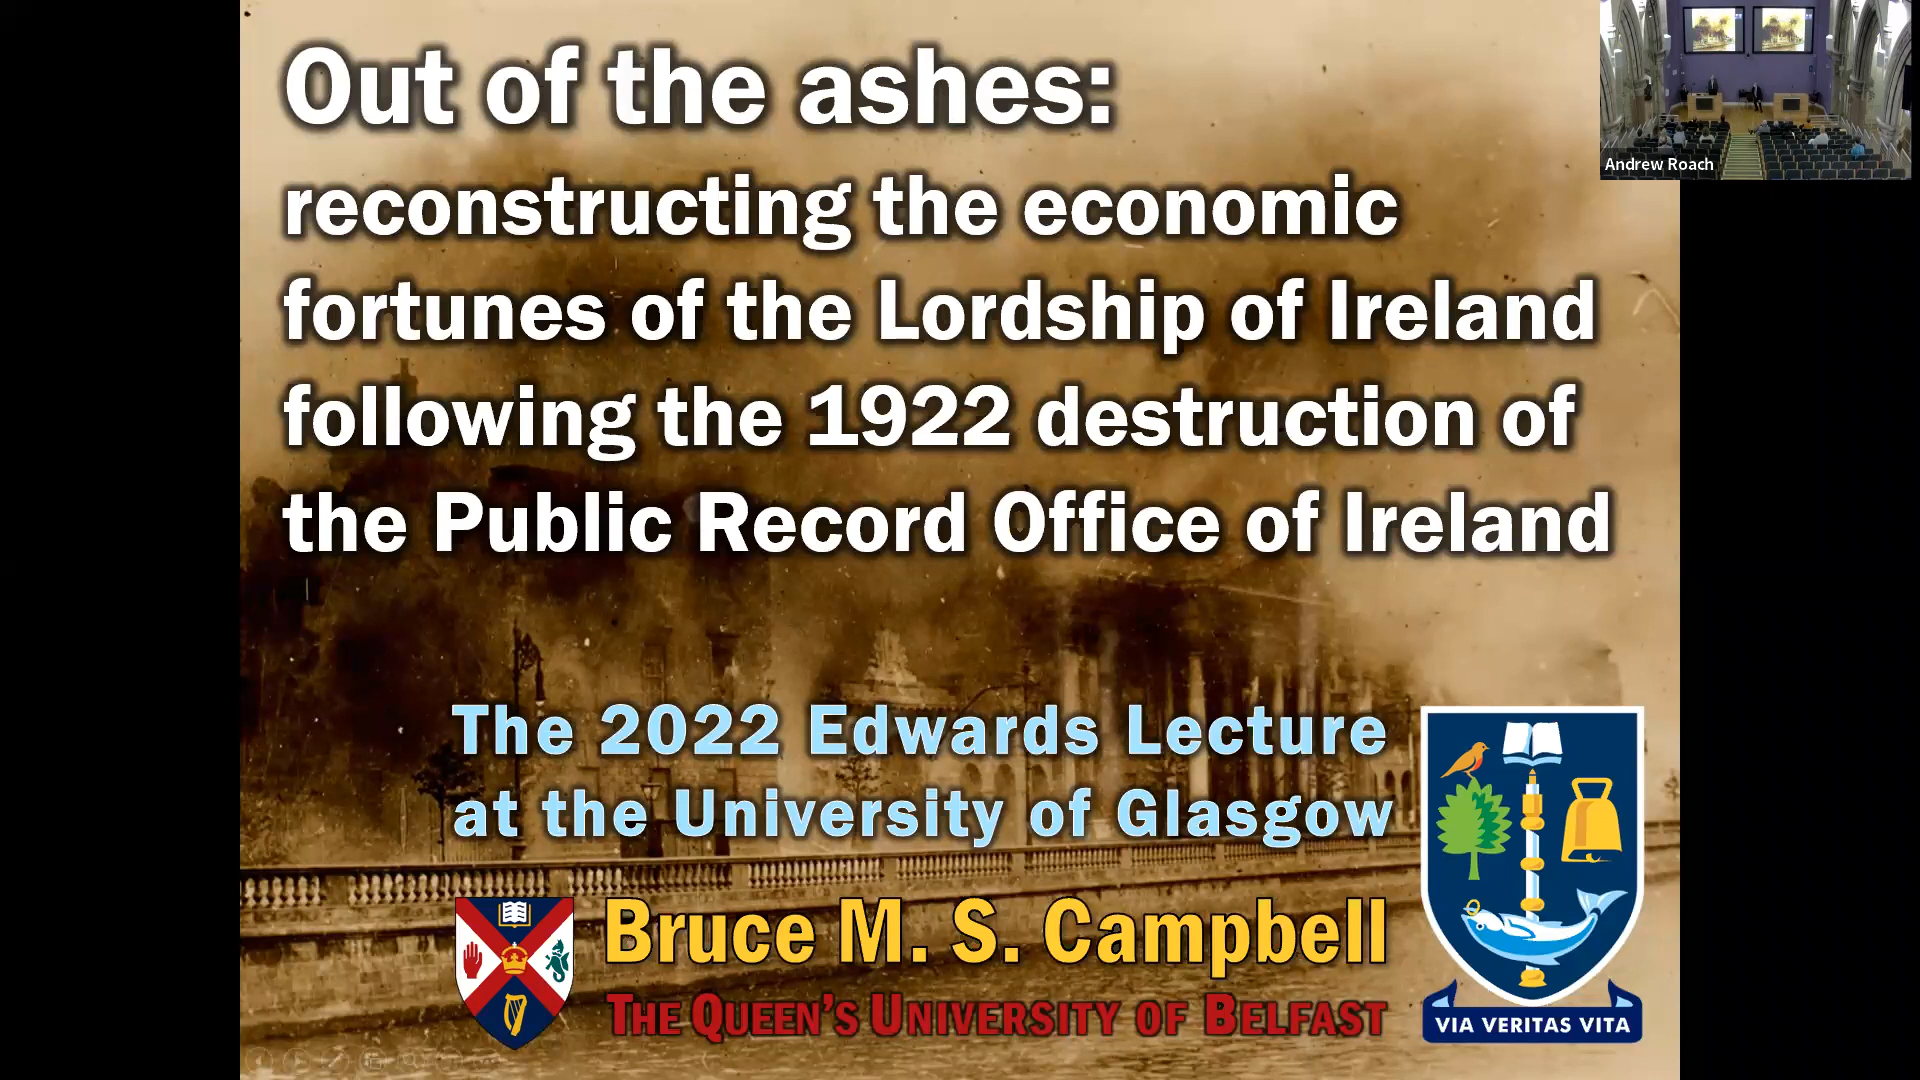 Out of the ashes:
reconstructing the economic
fortunes of the Lordship of Ireland
following the 1922 destruction of
the Public Record Office of Ireland
The 2022 Edwards Lecture
at the University of Glasgow
Bruce M. S. Campbell
THE QUEEN'S UNIVERSITY OF BELFAST
VIA VERITAS VITA
Andrew Roach